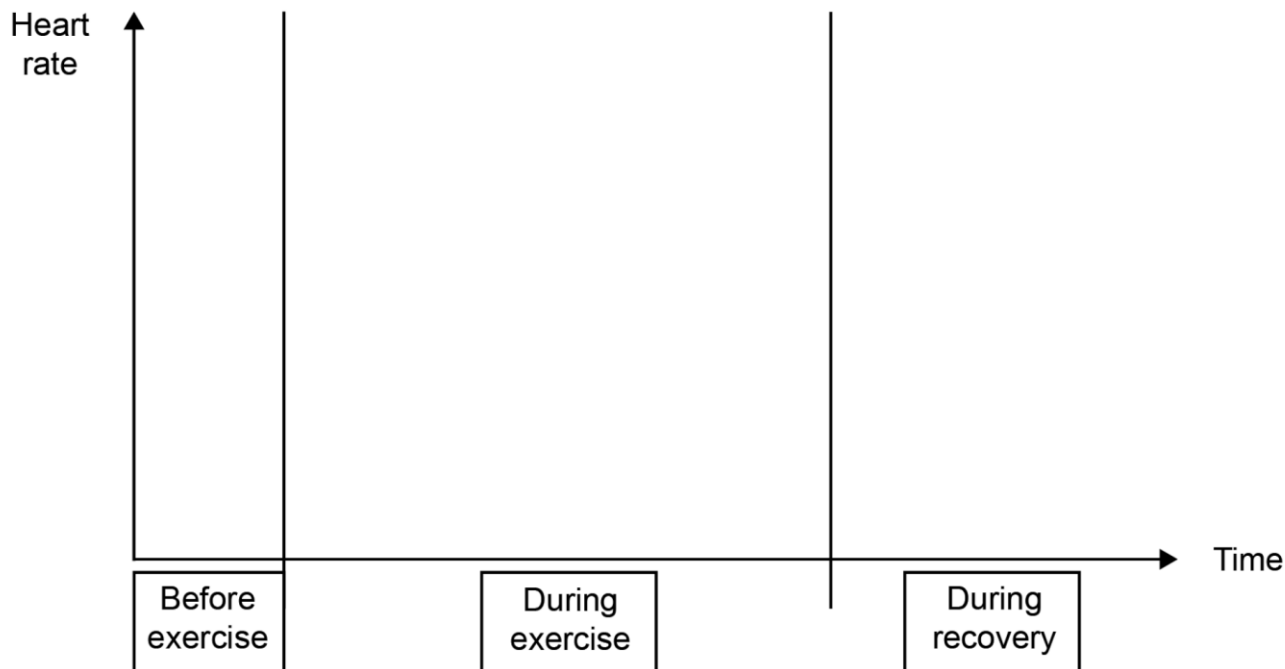 Heart
rate
Time
Before
exercise
During
exercise
During
recovery